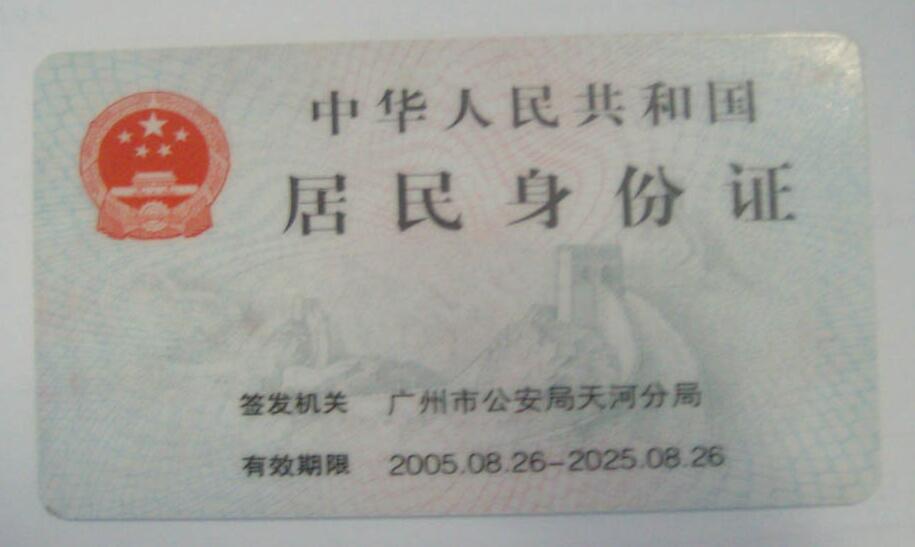 中华人民共和国
居民身份证
签发机关 广州市公安局天河分局
有效期限 2005.08.26-2025.08.26